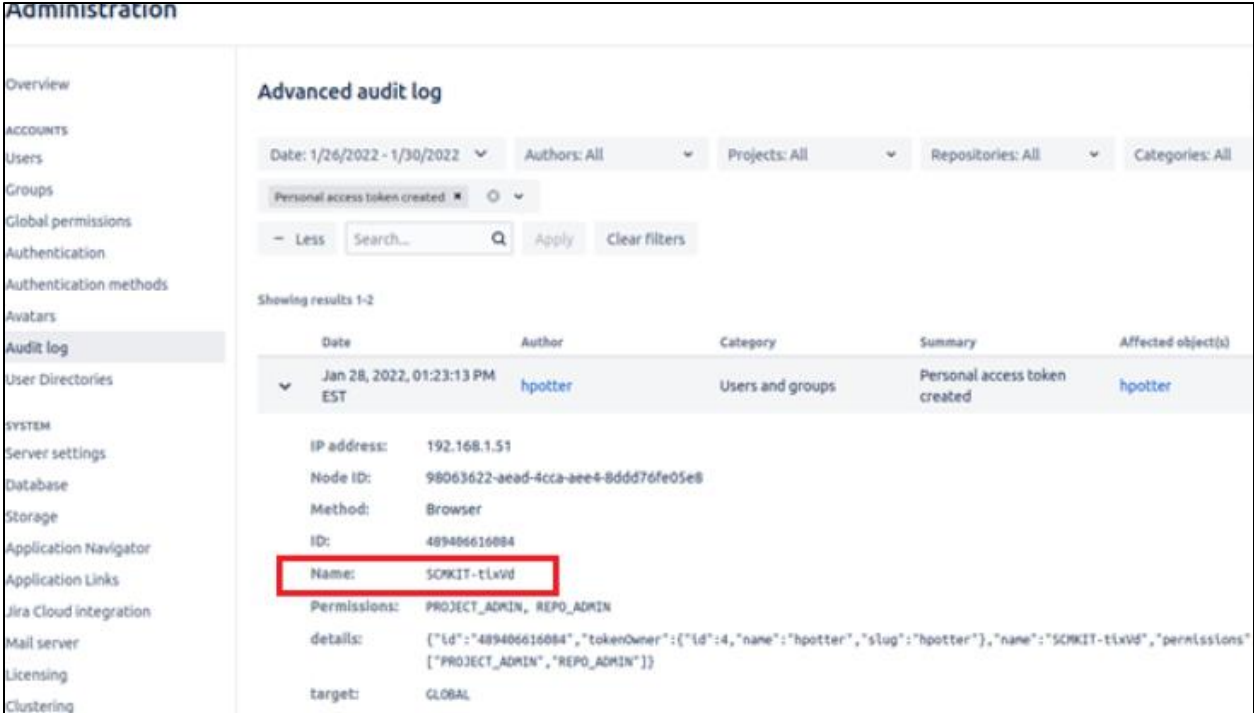 Administration
Overview
ACCOUNTS
Users
Groups
Global permissions
Authentication
Authentication methods
Avatars
Audit log
User Directories
SYSTEM
Server settings
Database
Storage
Application Navigator
Application Links
Jira Cloud integration
Mail server
Licensing
Clustering
Advanced audit log
Date: 1/26/2022 - 1/30/2022 Authors: All Projects: All Repositories: All Categories: All
Personal access token created
− Less Search... Apply Clear filters
Showing results 1-2
Date Author Category Summary Affected object(s)
Jan 28, 2022, 01:23:13 PM EST hpotter Users and groups Personal access token created hpotter
IP address: 192.168.1.51
Node ID: 98063622-aead-4cca-aee4-8ddd76fe05e8
Method: Browser
ID: 489406616084
Name: SCMKIT-tixVd
Permissions: PROJECT_ADMIN, REPO_ADMIN
details: {"id":"489406616084","tokenOwner":{"id":4,"name":"hpotter","slug":"hpotter"},"name":"SCMKIT-tixVd","permissions"
["PROJECT_ADMIN","REPO_ADMIN"]}
target: GLOBAL